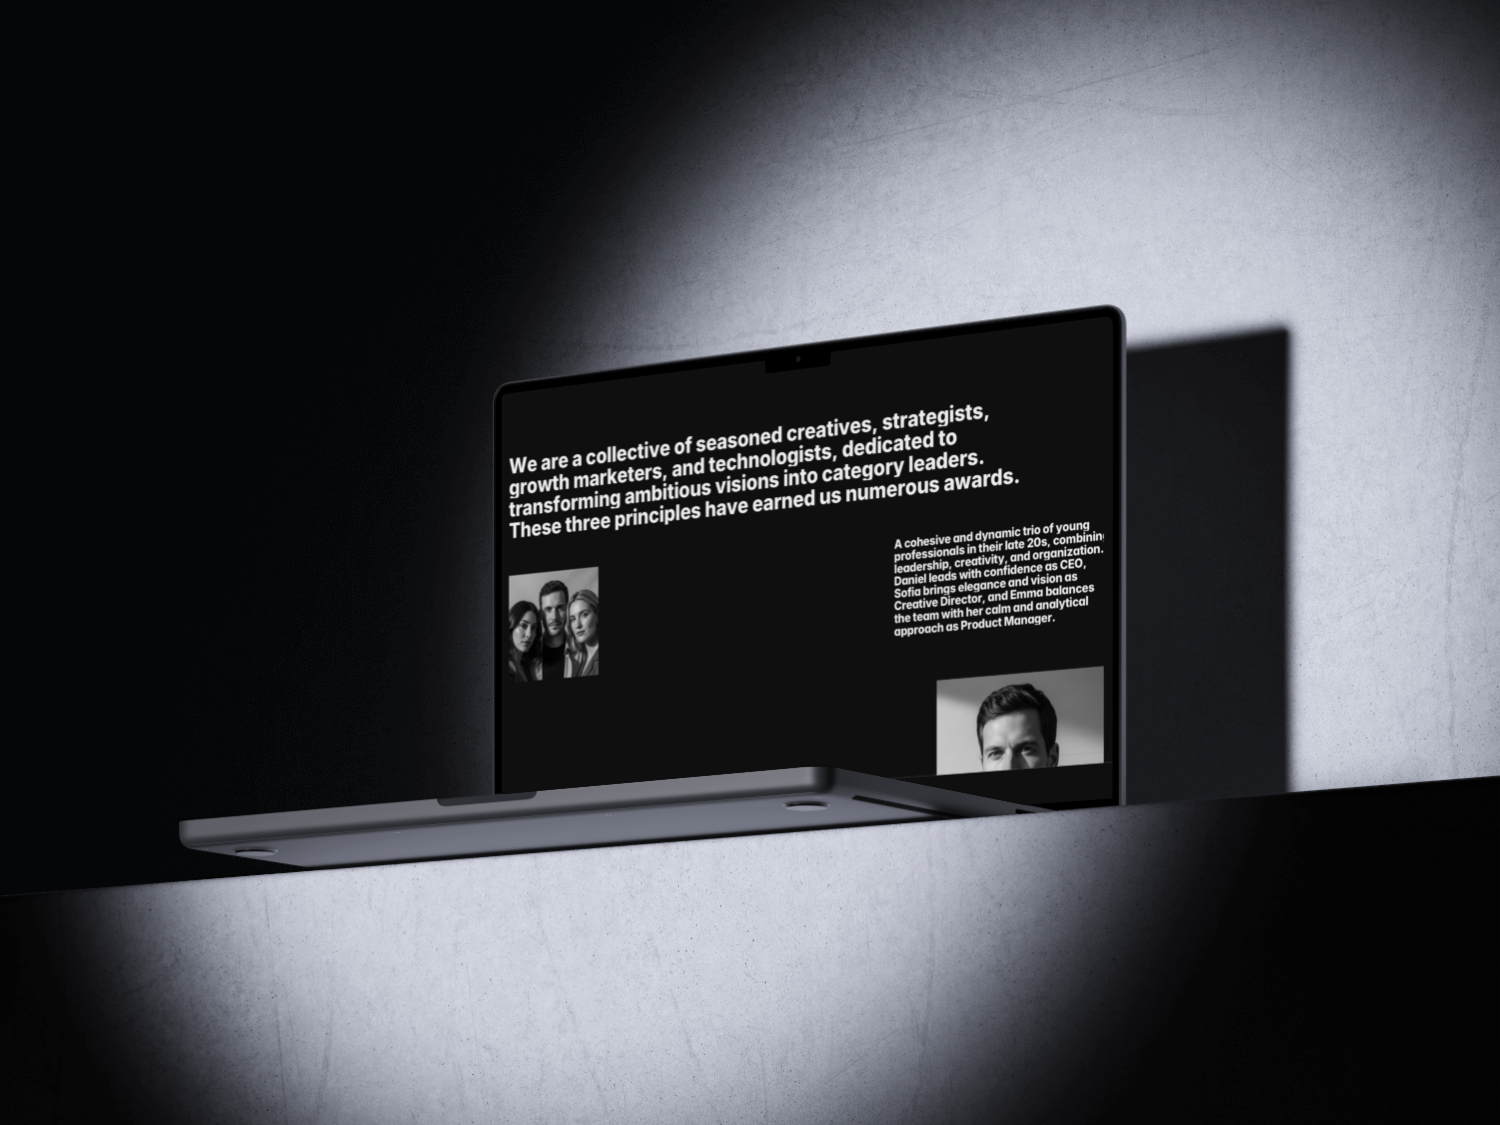 We are a collective of seasoned creatives, strategists,
growth marketers, and technologists, dedicated to
transforming ambitious visions into category leaders.
These three principles have earned us numerous awards.
A cohesive and dynamic trio of young
professionals in their late 20s, combining
leadership, creativity, and organization.
Daniel leads with confidence as CEO,
Sofia brings elegance and vision as
Creative Director, and Emma balances
the team with her calm and analytical
approach as Product Manager.